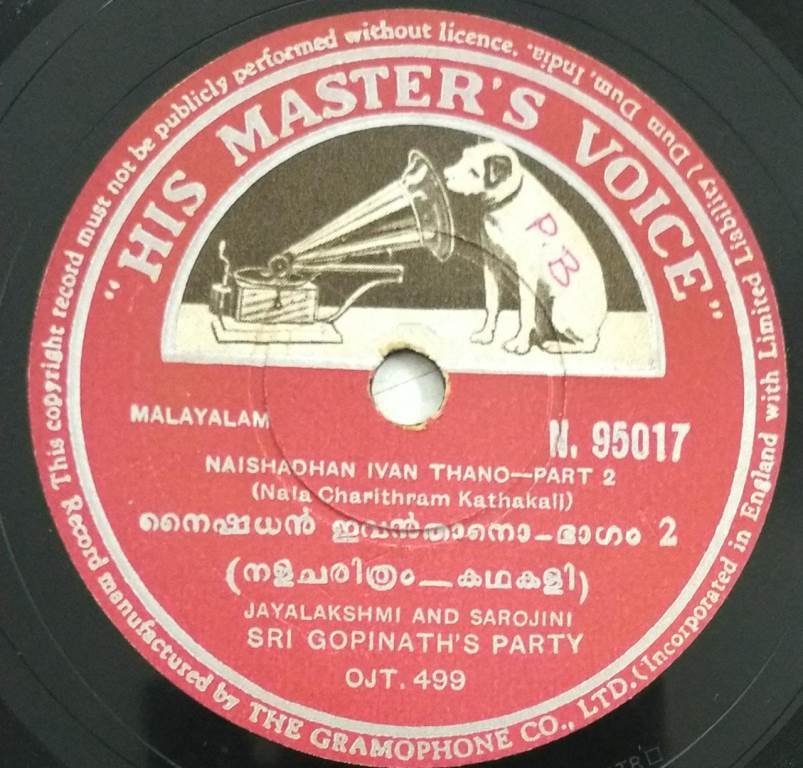 This copyright record must not be publicly performed without licence.
Record manufactured by THE GRAMOPHONE CO., LTD. (Incorporated in England with Limited Liability) Dum Dum, India.
"HIS MASTER'S VOICE"
P.B
MALAYALAM
N. 95017
NAISHADHAN IVAN THANO—PART 2
(Nala Charithram Kathakali)
നൈഷധൻ ഇവൻതാനൊ–ഭാഗം 2
(നളചരിത്രം—കഥകളി)
JAYALAKSHMI AND SAROJINI
SRI GOPINATH'S PARTY
OJT. 499